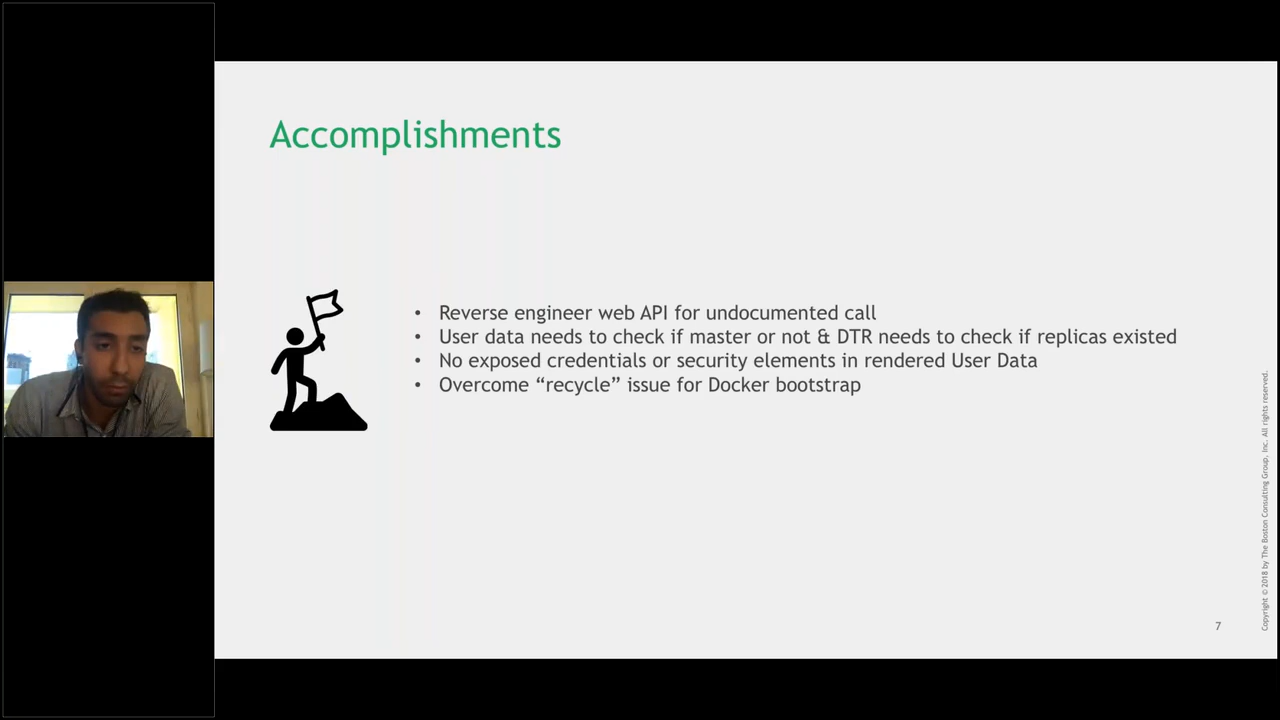 Accomplishments
• Reverse engineer web API for undocumented call
• User data needs to check if master or not & DTR needs to check if replicas existed
• No exposed credentials or security elements in rendered User Data
• Overcome “recycle” issue for Docker bootstrap
7
Copyright © 2018 by The Boston Consulting Group, Inc. All rights reserved.